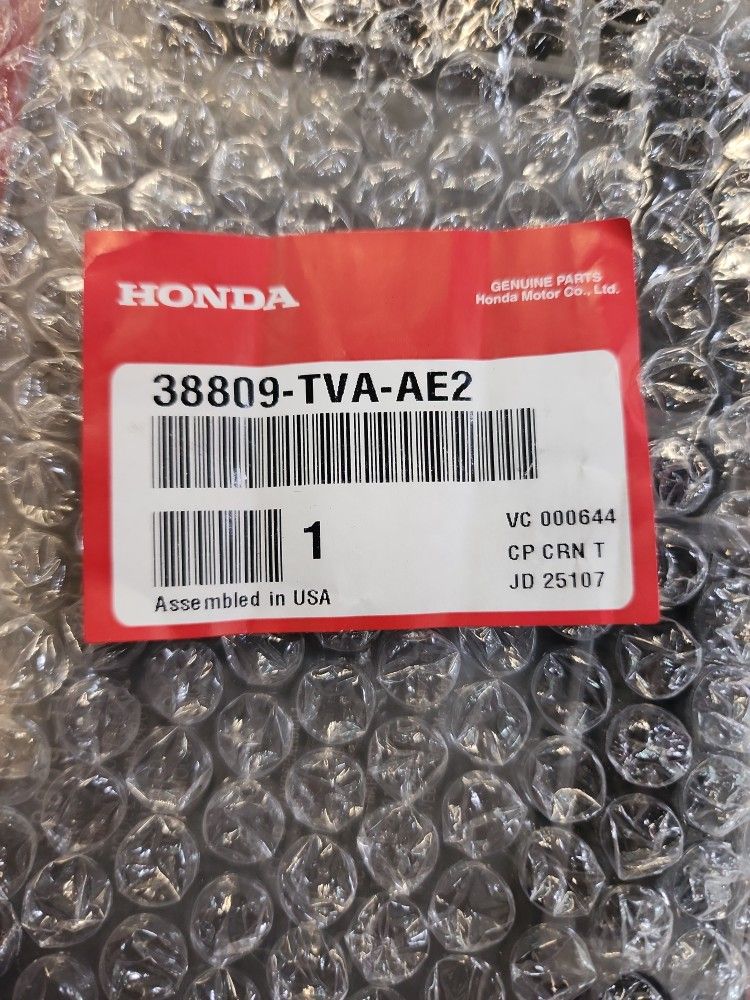 HONDA
GENUINE PARTS
Honda Motor Co., Ltd.
38809-TVA-AE2
1
VC 000644
CP CRN T
JD 25107
Assembled in USA